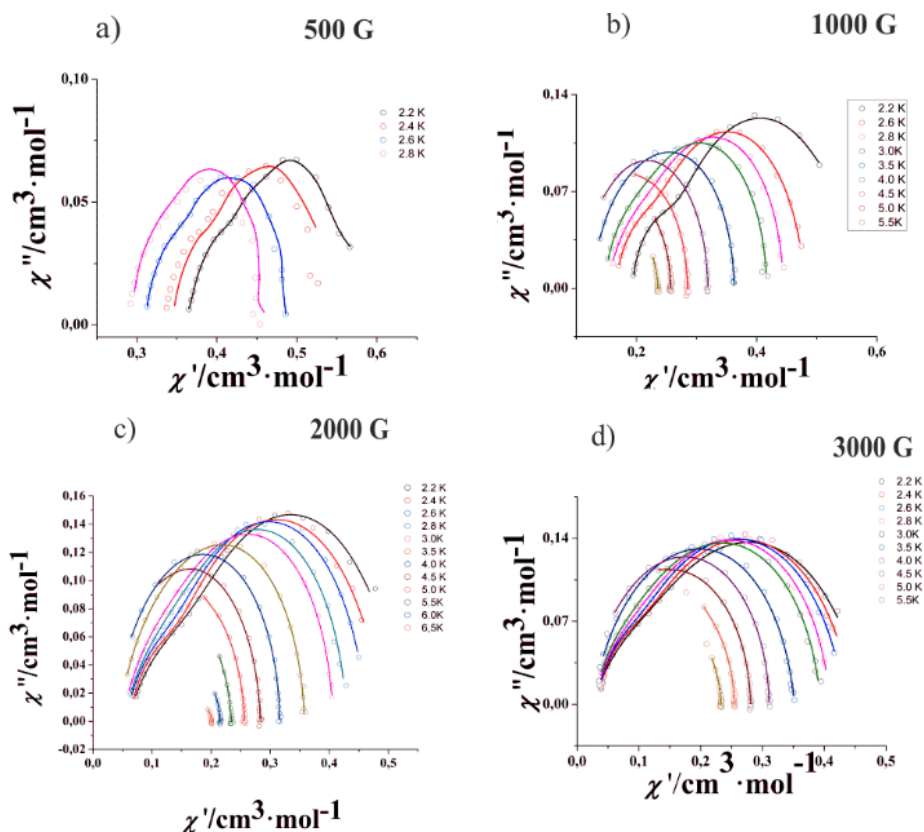 a) 500 G
χ''/cm³·mol⁻¹
0,10
0,05
0,00
2.2 K
2.4 K
2.6 K
2.8 K
0,3 0,4 0,5 0,6
χ'/cm³·mol⁻¹
b) 1000 G
χ''/cm³·mol⁻¹
0,14
0,07
0,00
2.2 K
2.6 K
2.8 K
3.0K
3.5 K
4.0 K
4.5 K
5.0 K
5.5K
0,2 0,4 0,6
χ'/cm³·mol⁻¹
c) 2000 G
χ''/cm³·mol⁻¹
0,16
0,14
0,12
0,10
0,08
0,06
0,04
0,02
0,00
-0,02
2.2 K
2.4 K
2.6 K
2.8 K
3.0K
3.5 K
4.0 K
4.5 K
5.0 K
5.5K
6.0K
6.5K
0,0 0,1 0,2 0,3 0,4 0,5
χ'/cm³·mol⁻¹
d) 3000 G
χ''/cm³·mol⁻¹
0,14
0,07
0,00
2.2 K
2.4 K
2.6 K
2.8 K
3.0K
3.5 K
4.0 K
4.5 K
5.0 K
5.5K
0,0 0,1 0,2 0,3 0,4 0,5
χ'/cm³·mol⁻¹